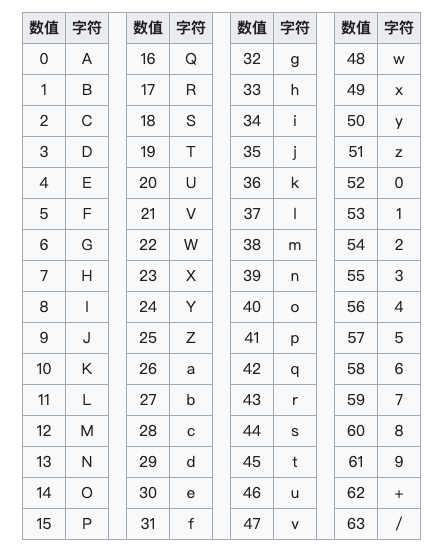 数值 字符 数值 字符 数值 字符 数值 字符
0 A 16 Q 32 g 48 w
1 B 17 R 33 h 49 x
2 C 18 S 34 i 50 y
3 D 19 T 35 j 51 z
4 E 20 U 36 k 52 0
5 F 21 V 37 l 53 1
6 G 22 W 38 m 54 2
7 H 23 X 39 n 55 3
8 I 24 Y 40 o 56 4
9 J 25 Z 41 p 57 5
10 K 26 a 42 q 58 6
11 L 27 b 43 r 59 7
12 M 28 c 44 s 60 8
13 N 29 d 45 t 61 9
14 O 30 e 46 u 62 +
15 P 31 f 47 v 63 /